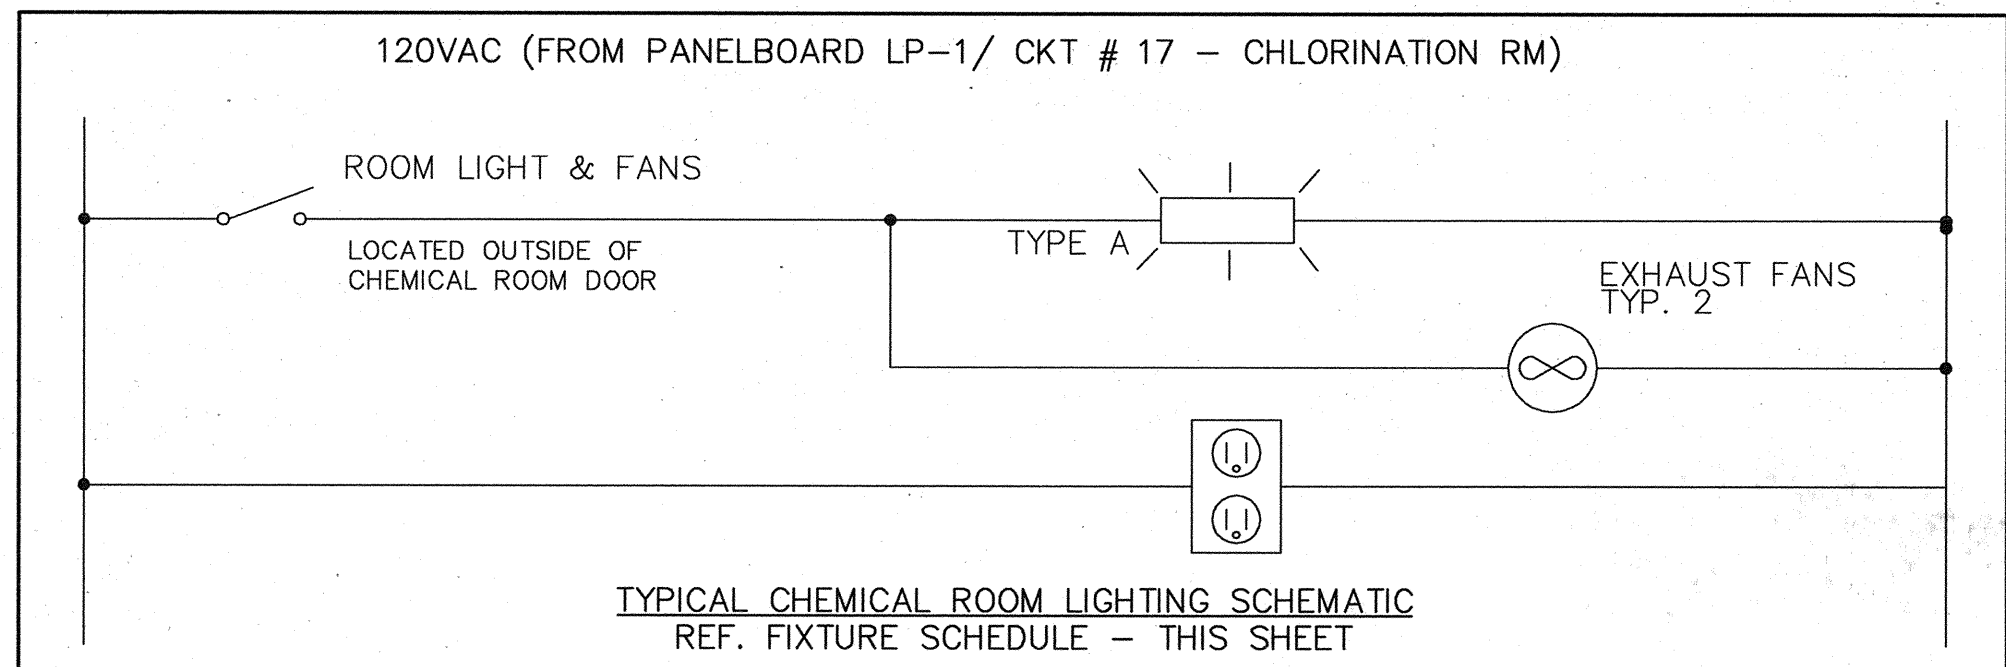 120VAC (FROM PANELBOARD LP-1/ CKT # 17 - CHLORINATION RM)
ROOM LIGHT & FANS
LOCATED OUTSIDE OF
CHEMICAL ROOM DOOR
TYPE A
EXHAUST FANS
TYP. 2
TYPICAL CHEMICAL ROOM LIGHTING SCHEMATIC
REF. FIXTURE SCHEDULE - THIS SHEET